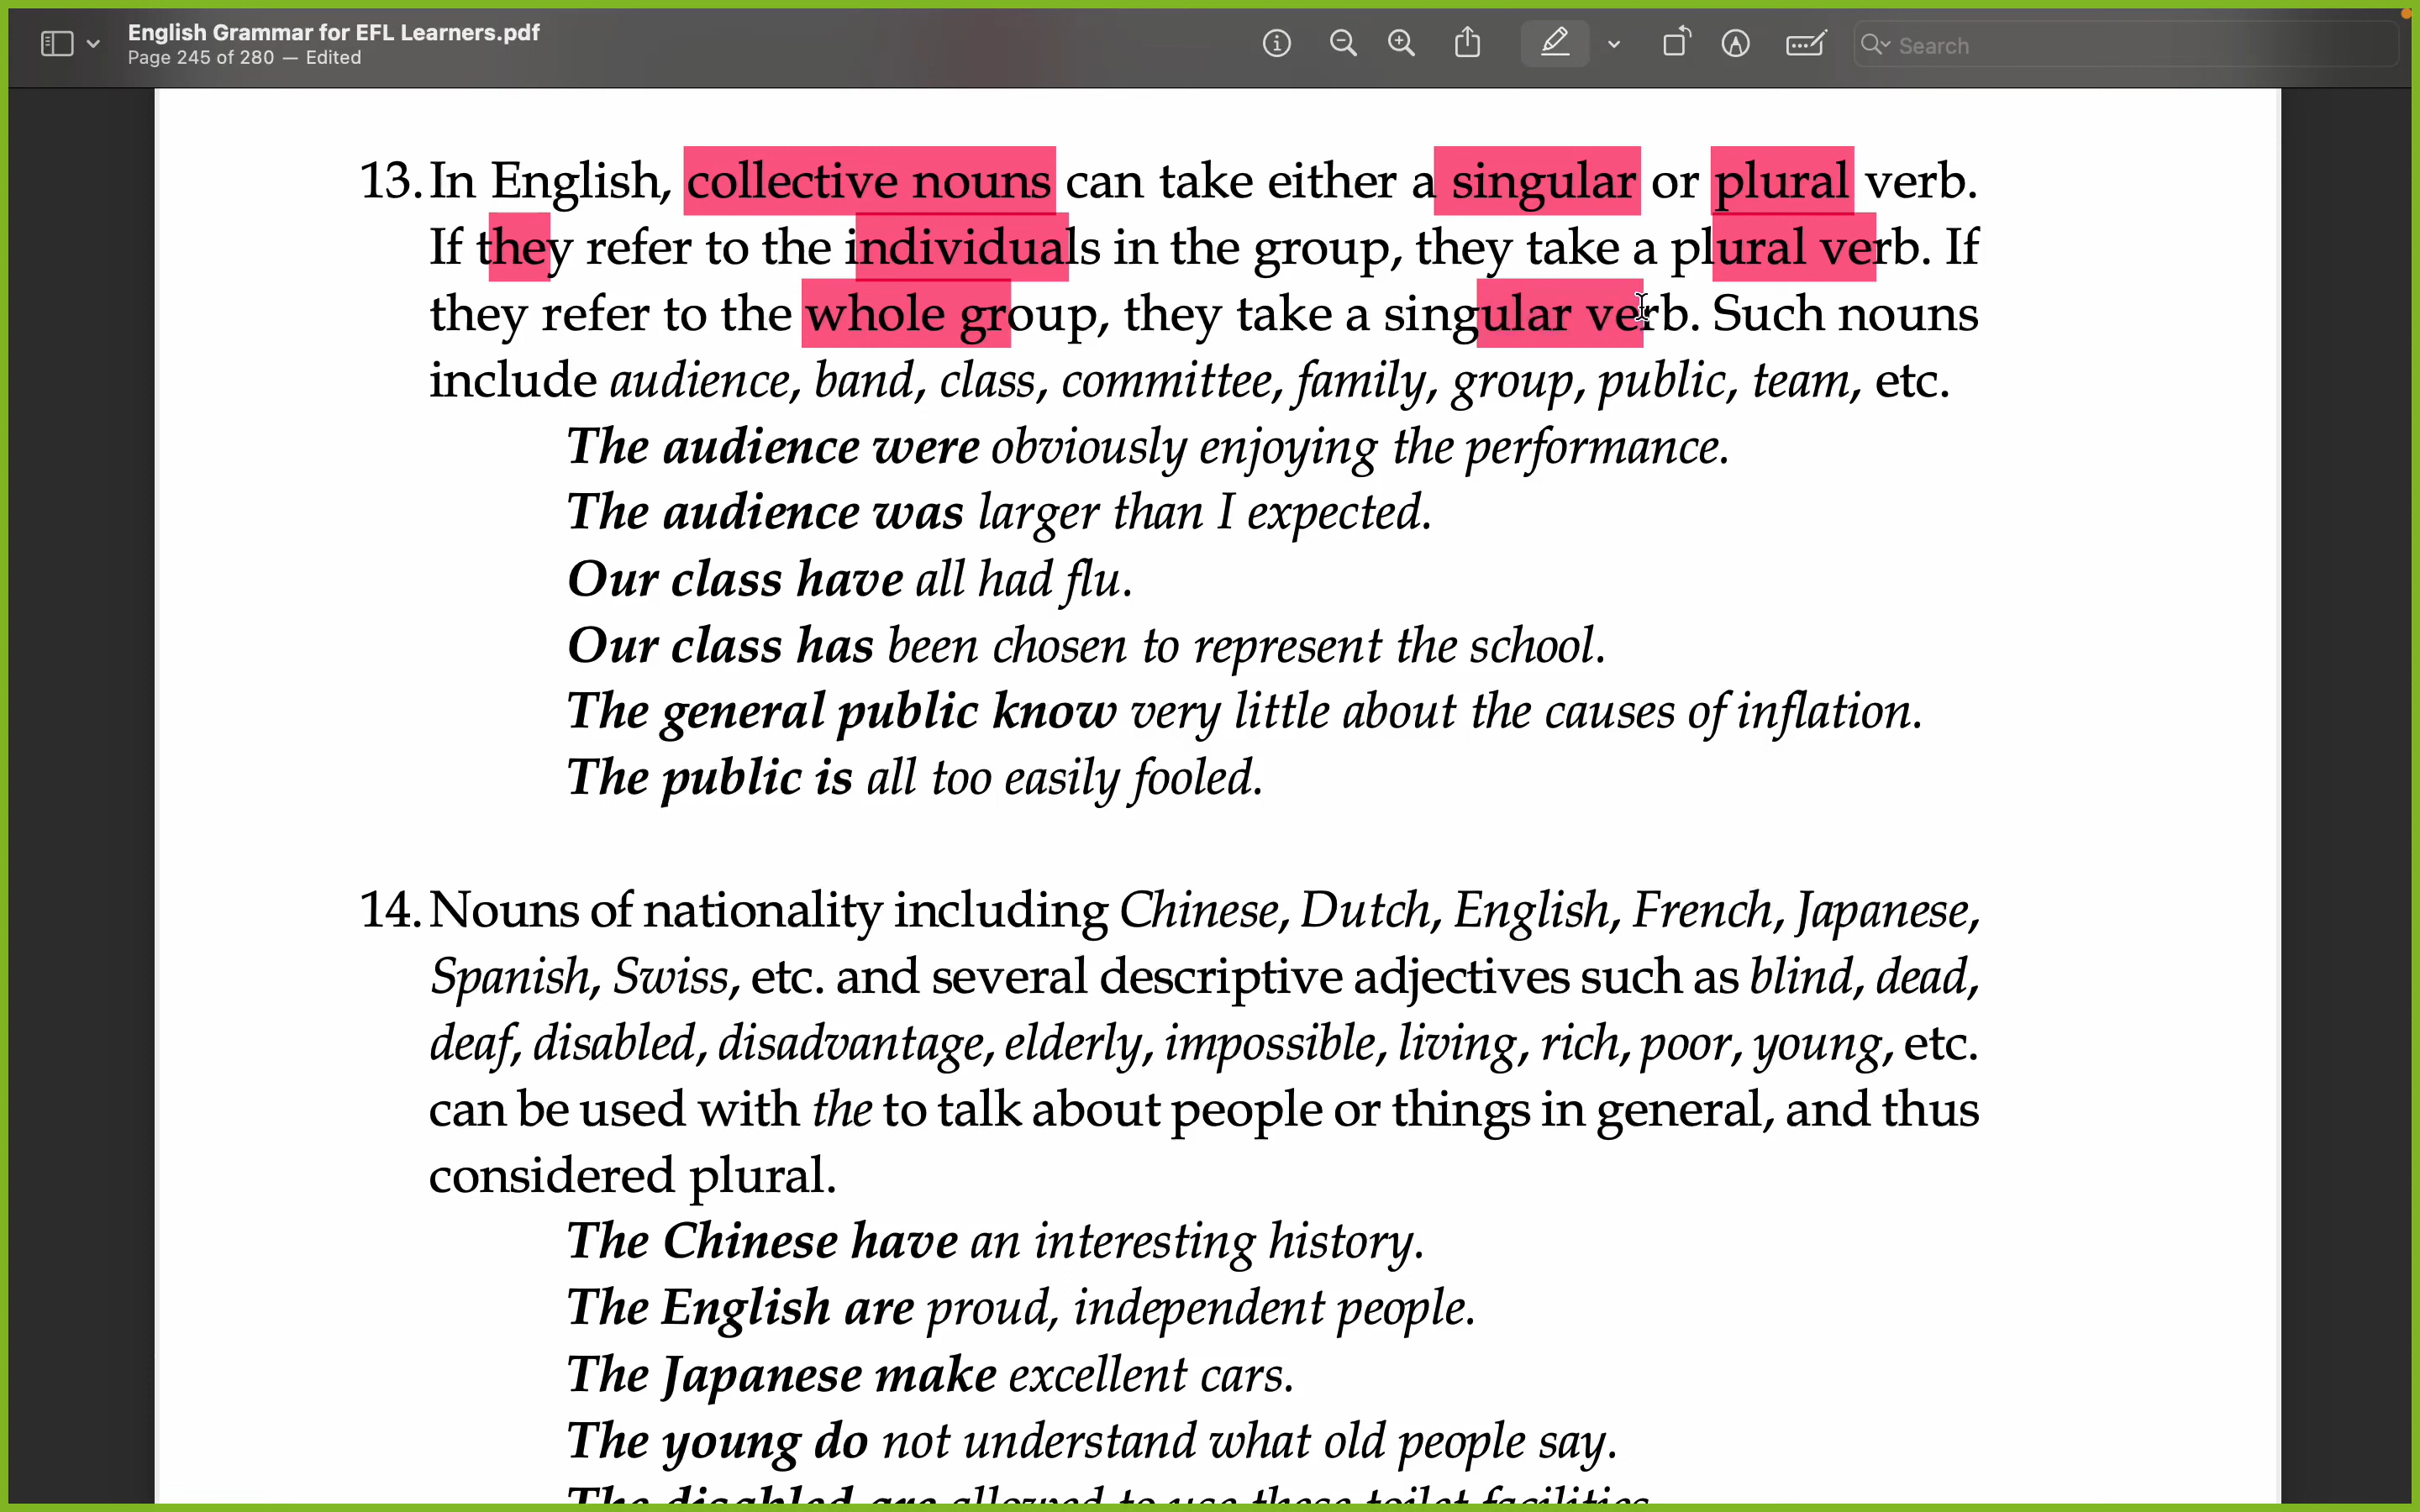 English Grammar for EFL Learners.pdf
Page 245 of 280 — Edited
Search
13. In English, collective nouns can take either a singular or plural verb.
If they refer to the individuals in the group, they take a plural verb. If
they refer to the whole group, they take a singular verb. Such nouns
include audience, band, class, committee, family, group, public, team, etc.
The audience were obviously enjoying the performance.
The audience was larger than I expected.
Our class have all had flu.
Our class has been chosen to represent the school.
The general public know very little about the causes of inflation.
The public is all too easily fooled.
14. Nouns of nationality including Chinese, Dutch, English, French, Japanese,
Spanish, Swiss, etc. and several descriptive adjectives such as blind, dead,
deaf, disabled, disadvantage, elderly, impossible, living, rich, poor, young, etc.
can be used with the to talk about people or things in general, and thus
considered plural.
The Chinese have an interesting history.
The English are proud, independent people.
The Japanese make excellent cars.
The young do not understand what old people say.
The disabled are allowed to use these toilet facilities